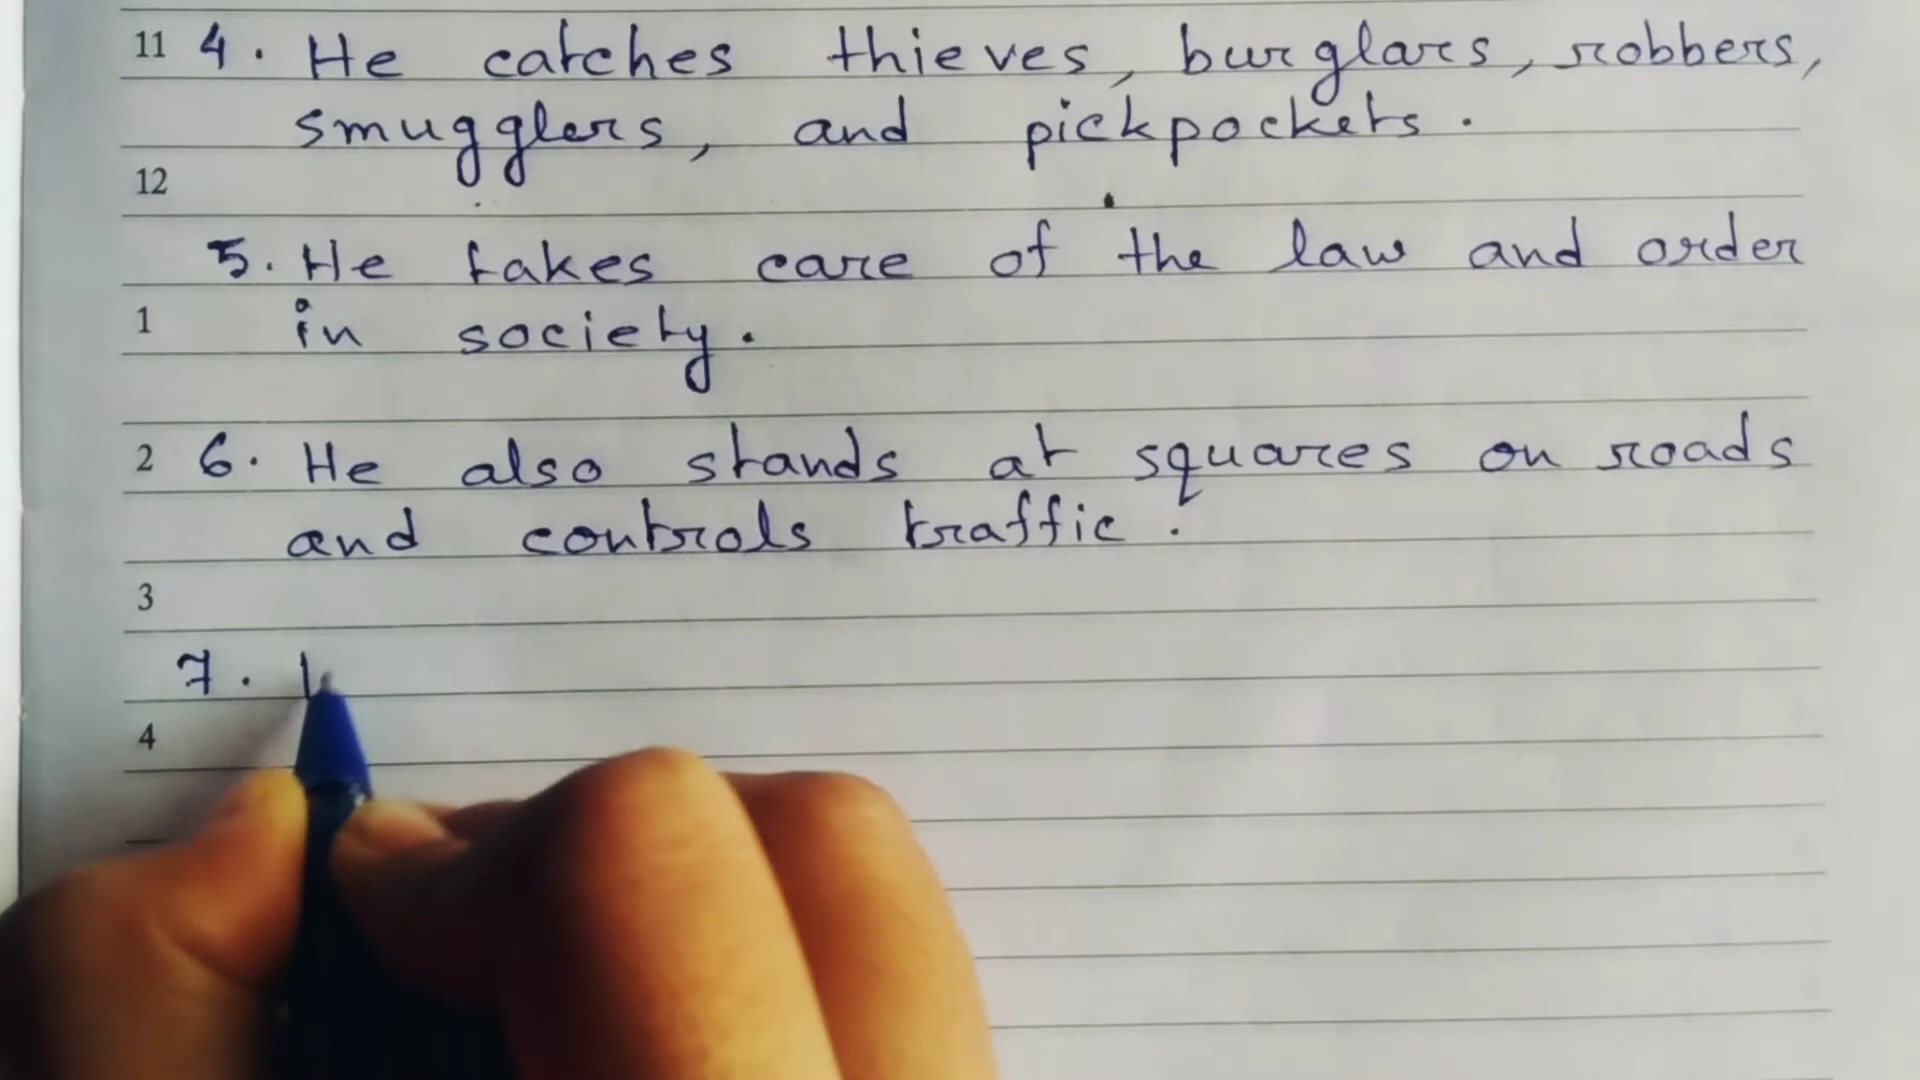 11 4. He catches thieves, burglars, robbers,
smugglers, and pickpockets.
12
5. He takes care of the law and order
1 in society.
2 6. He also stands at squares on roads
and controls traffic.
3
7.
4